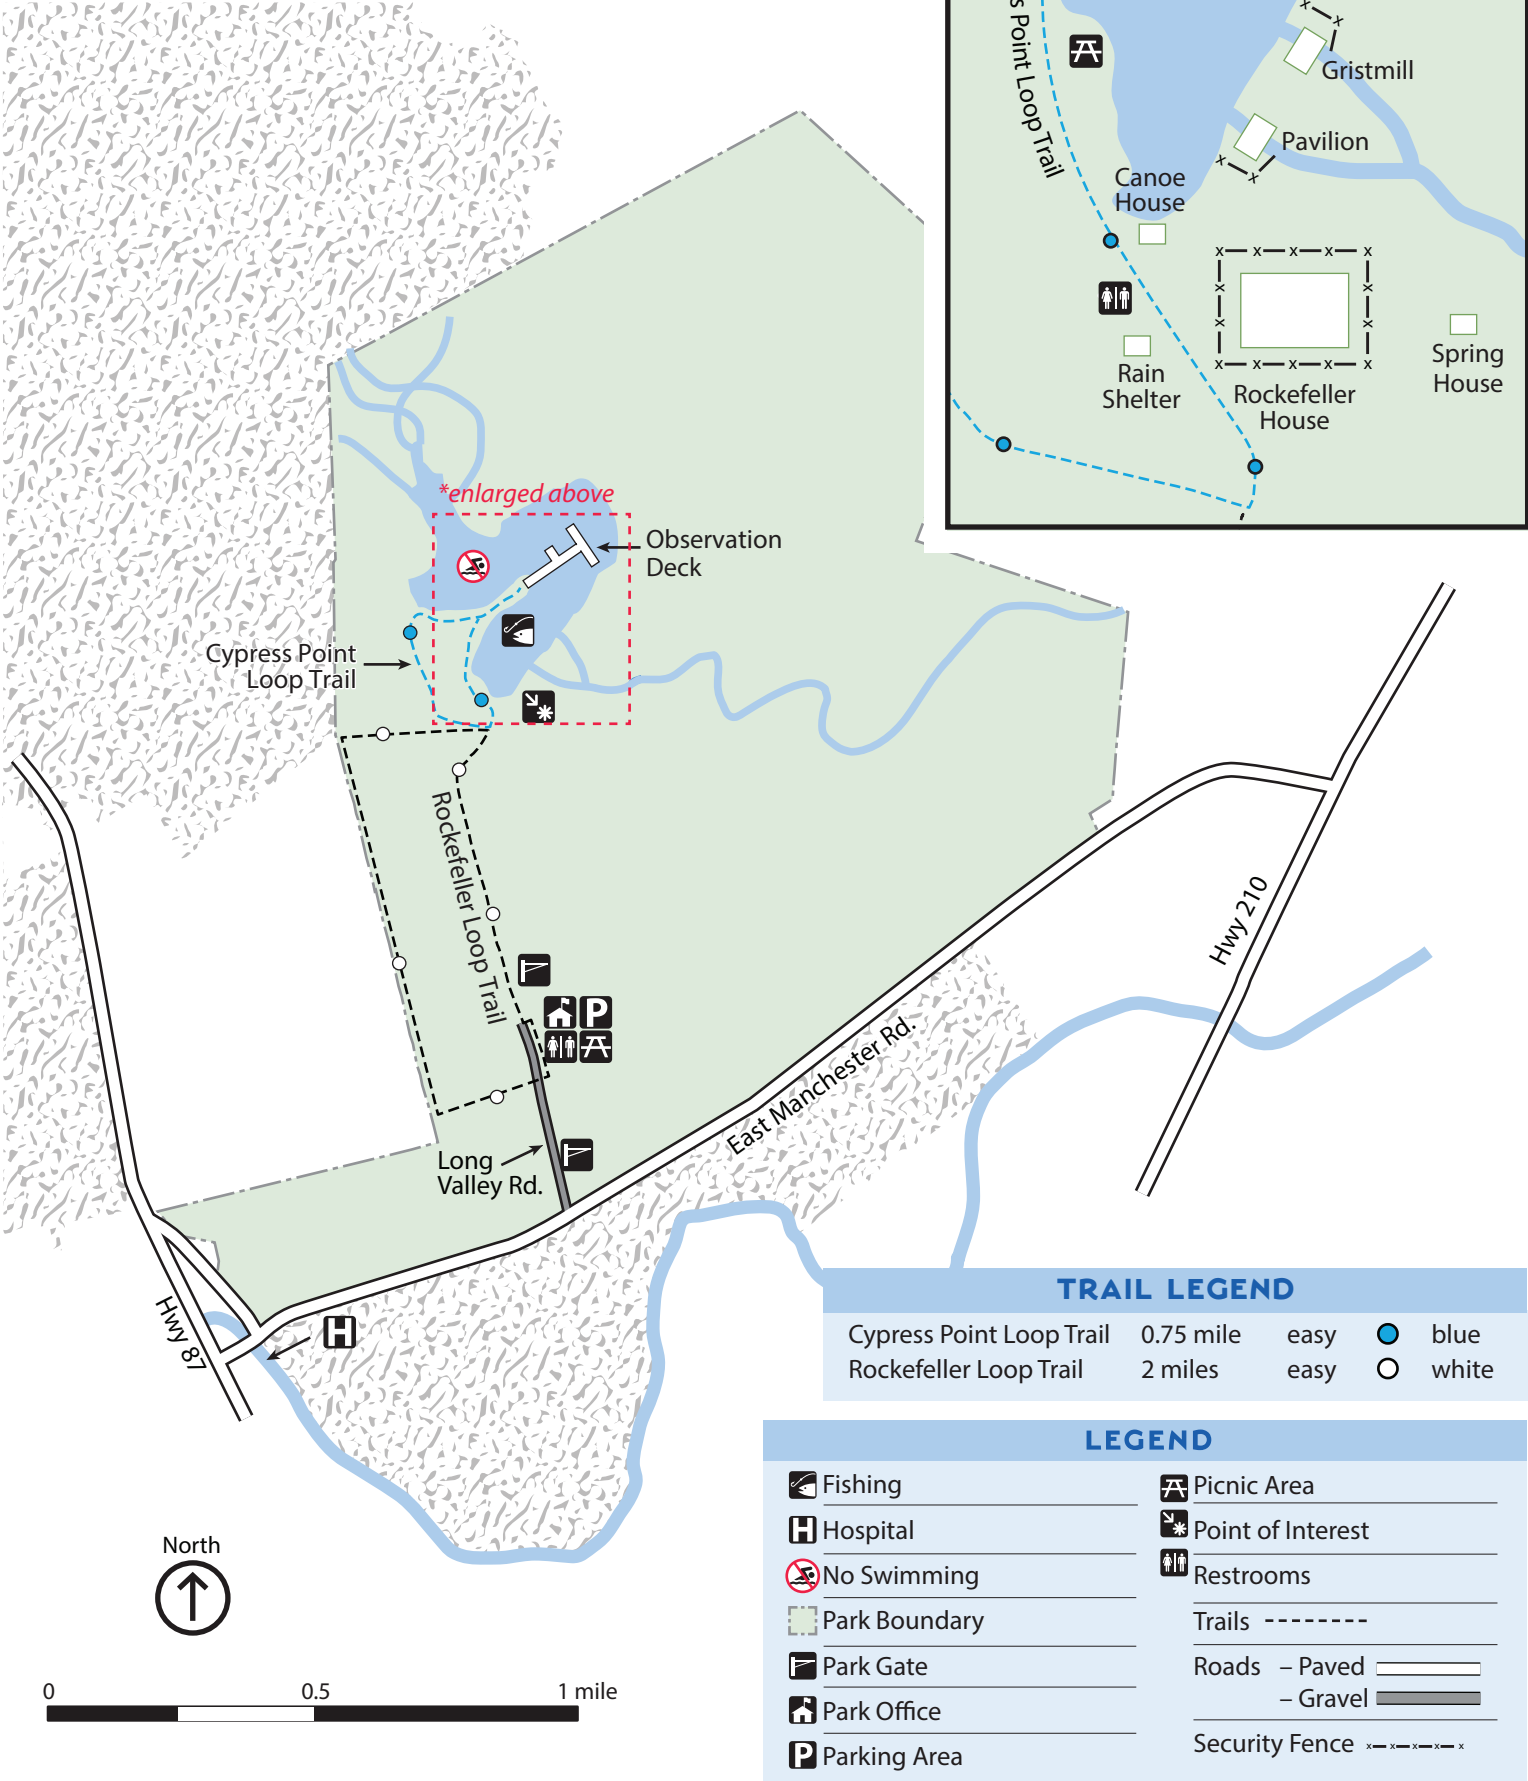 s Point Loop Trail
Gristmill
Pavilion
Canoe
House
Rain
Shelter
Rockefeller
House
Spring
House
*enlarged above
Observation
Deck
Cypress Point
Loop Trail
Rockefeller Loop Trail
P
Long
Valley Rd.
East Manchester Rd.
Hwy 210
Hwy 87
H
TRAIL LEGEND
Cypress Point Loop Trail 0.75 mile easy blue
Rockefeller Loop Trail 2 miles easy white
LEGEND
Fishing
H Hospital
No Swimming
Park Boundary
Park Gate
Park Office
P Parking Area
Picnic Area
Point of Interest
Restrooms
Trails
Roads – Paved
– Gravel
Security Fence
North
0 0.5 1 mile